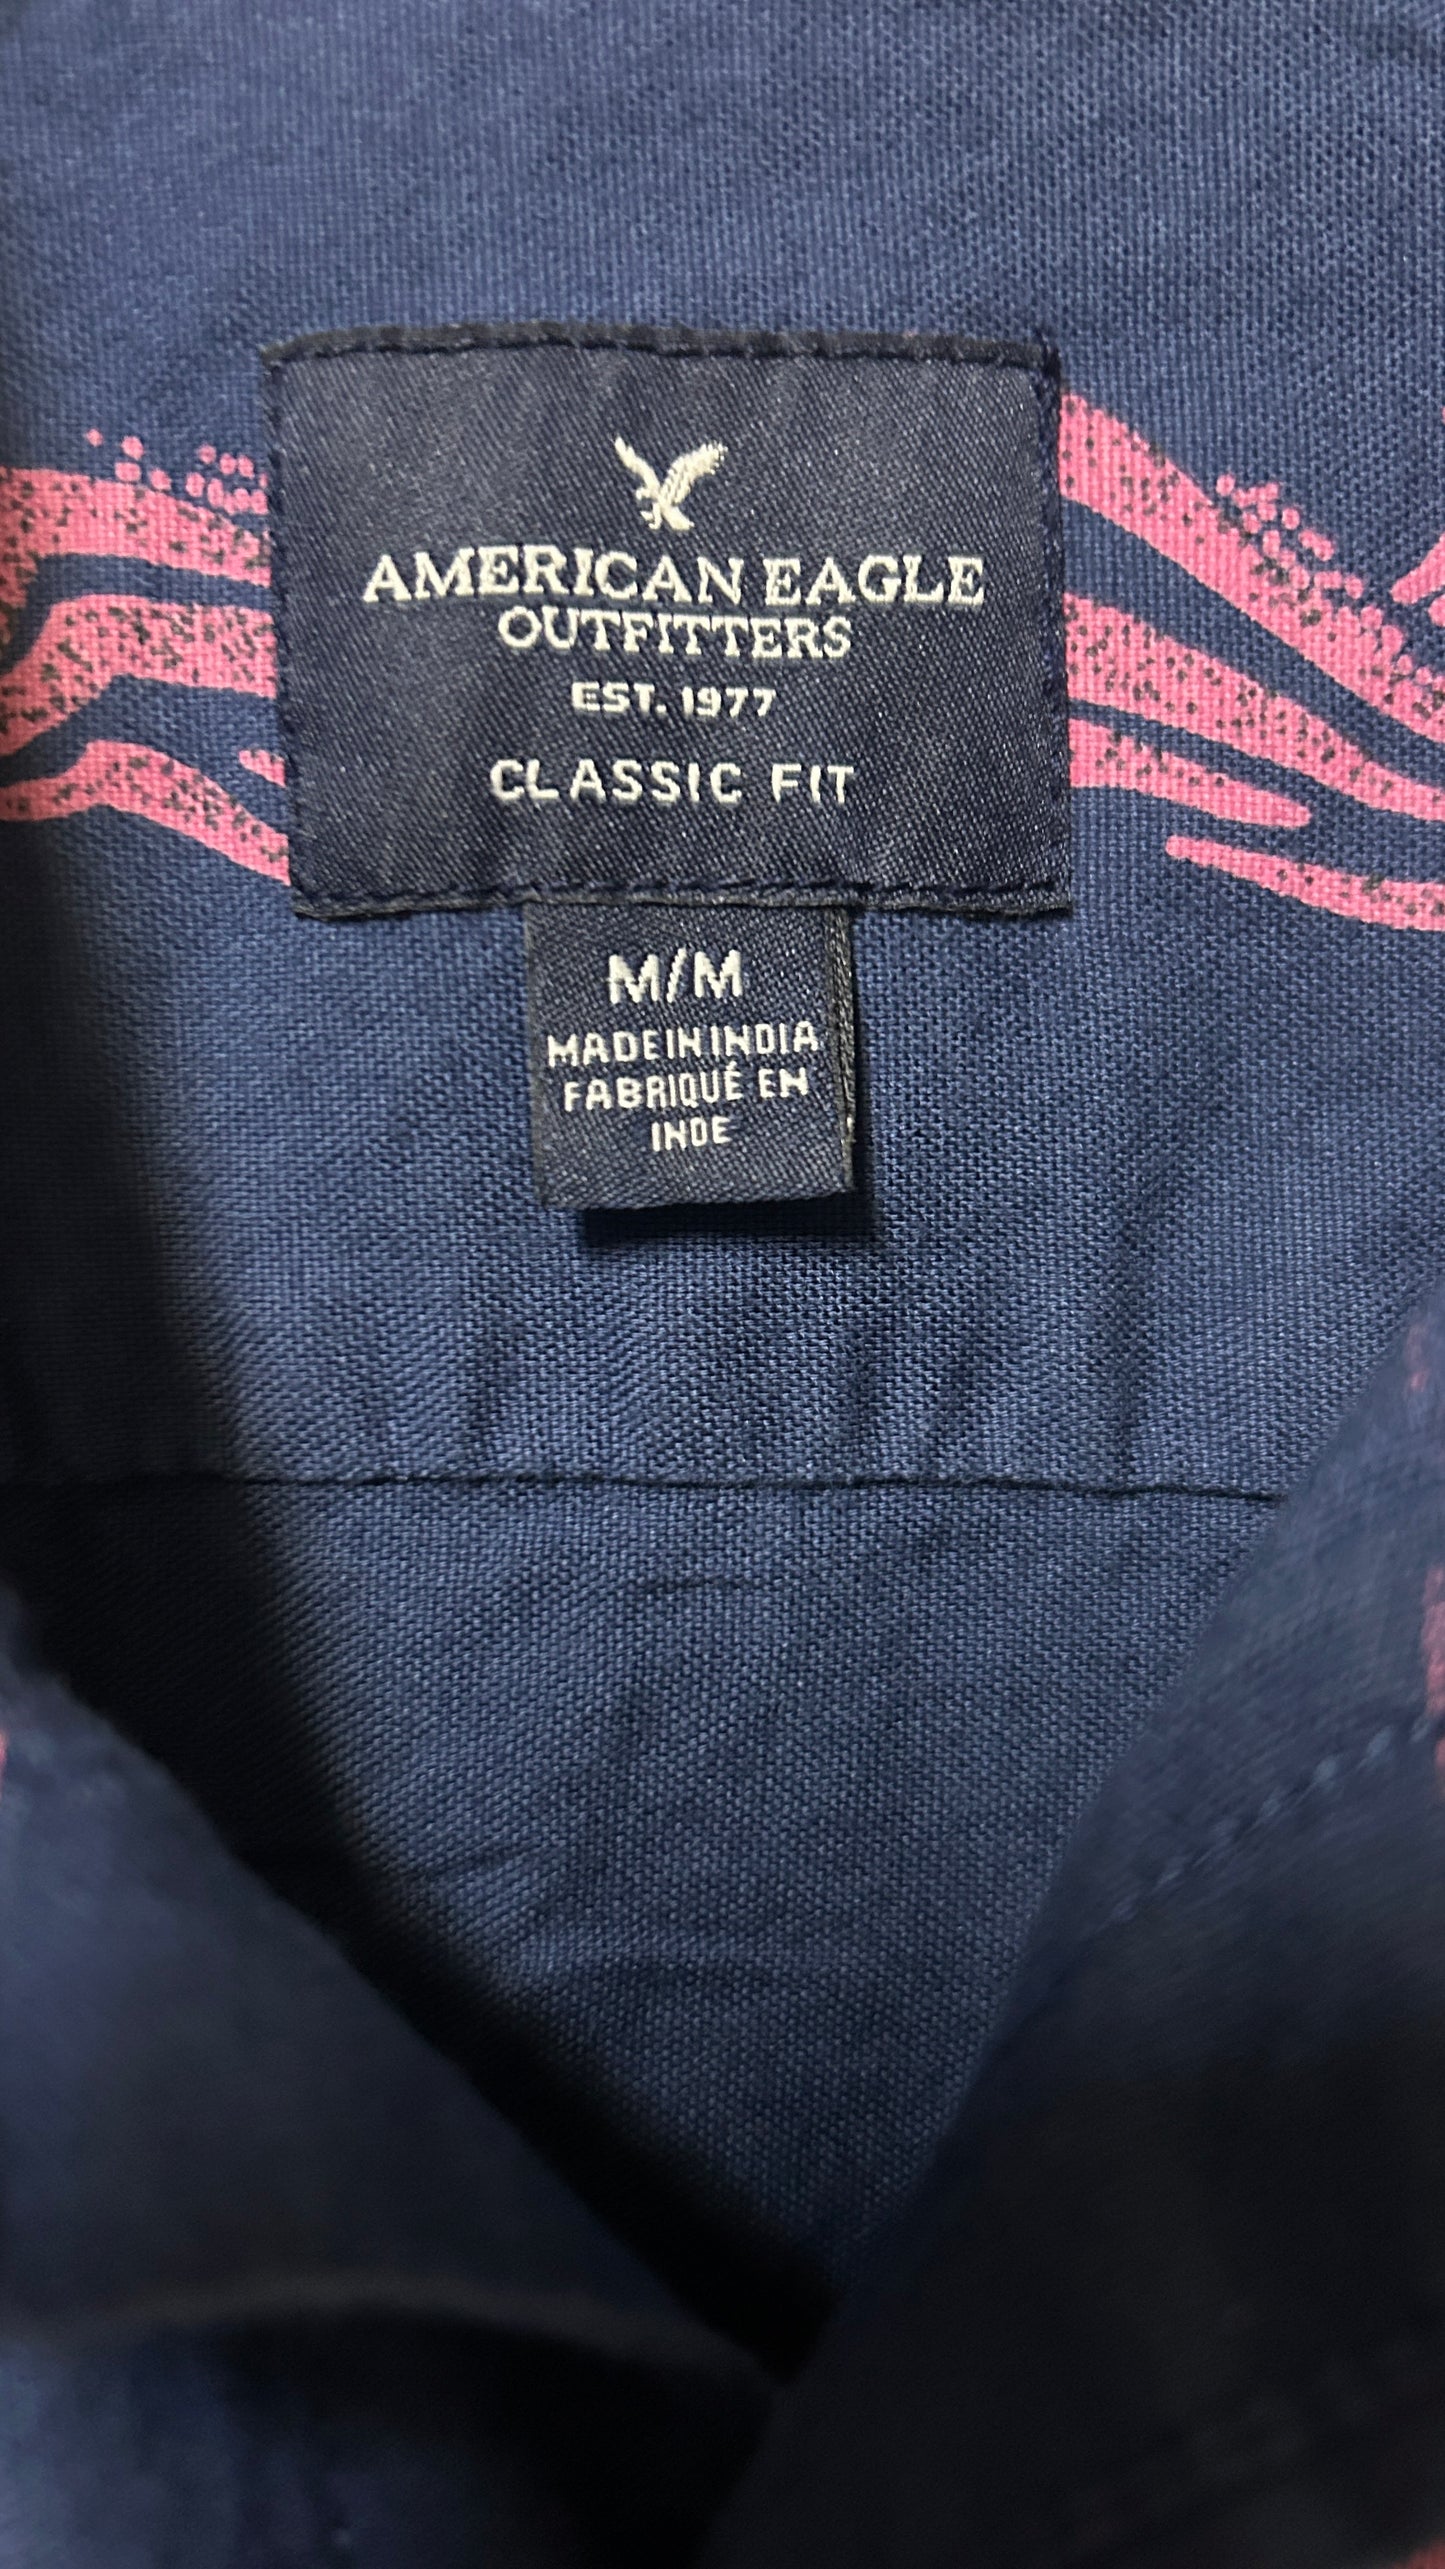 AMERICAN EAGLE
OUTFITTERS
EST. 1977
CLASSIC FIT
M/M
MADE IN INDIA
FABRIQUÉ EN
INDE